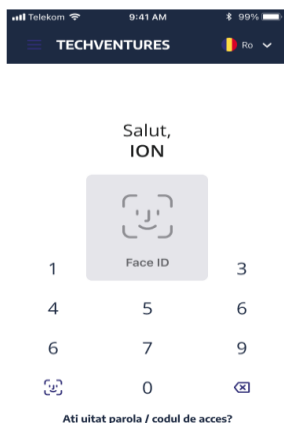 Telekom 9:41 AM 99%
TECHVENTURES Ro
Salut,
ION
Face ID
1 3
4 5 6
6 7 9
0
Ati uitat parola / codul de acces?